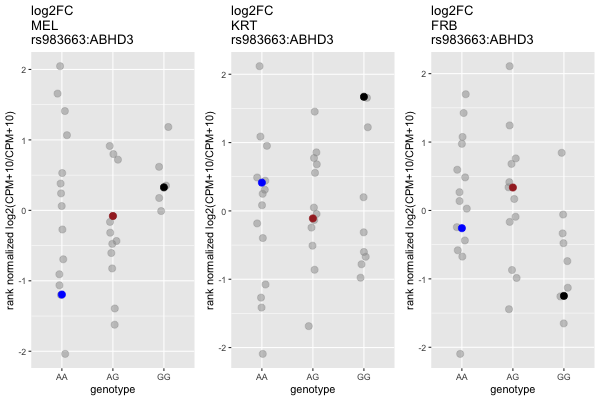 log2FC
MEL
rs983663:ABHD3
rank normalized log2(CPM+10/CPM+10)
2
1
0
-1
-2
AA
AG
GG
genotype
log2FC
KRT
rs983663:ABHD3
rank normalized log2(CPM+10/CPM+10)
2
1
0
-1
-2
AA
AG
GG
genotype
log2FC
FRB
rs983663:ABHD3
rank normalized log2(CPM+10/CPM+10)
2
1
0
-1
-2
AA
AG
GG
genotype